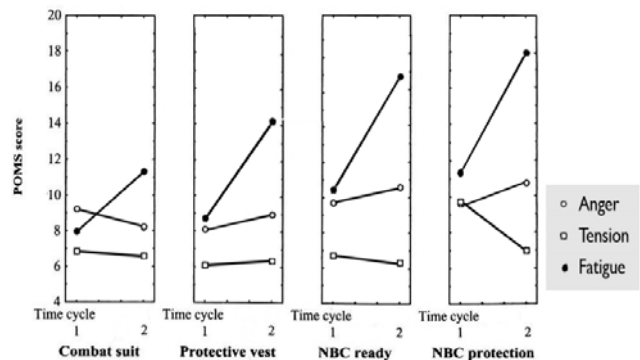 POMS score
20
18
16
14
12
10
8
6
4
Time cycle Time cycle Time cycle Time cycle
1 2 1 2 1 2 1 2
Combat suit Protective vest NBC ready NBC protection
Anger
Tension
Fatigue